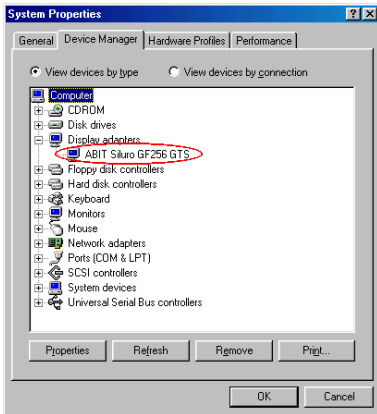 System Properties
General Device Manager Hardware Profiles Performance
View devices by type View devices by connection
Computer
CDROM
Disk drives
Display adapters
ABIT Siluro GF256 GTS
Floppy disk controllers
Hard disk controllers
Keyboard
Monitors
Mouse
Network adapters
Ports (COM & LPT)
SCSI controllers
System devices
Universal Serial Bus controllers
Properties Refresh Remove Print...
OK Cancel